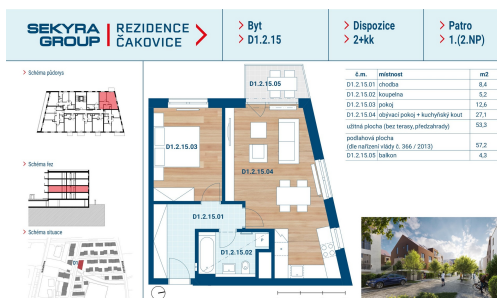 SEKYRA GROUP | REZIDENCE ČAKOVICE
> Byt
> D1.2.15
> Dispozice
> 2+kk
> Patro
> 1.(2.NP)
> Schéma půdorys
> Schéma řez
> Schéma situace
D1.2.15.05
D1.2.15.03
D1.2.15.04
D1.2.15.01
D1.2.15.02
č.m. místnost m2
D1.2.15.01 chodba 8,4
D1.2.15.02 koupelna 5,2
D1.2.15.03 pokoj 12,6
D1.2.15.04 obývací pokoj + kuchyňský kout 27,1
užitná plocha (bez terasy, předzahrady) 53,3
podlahová plocha
(dle nařízení vlády č. 366 / 2013) 57,2
D1.2.15.05 balkon 4,3